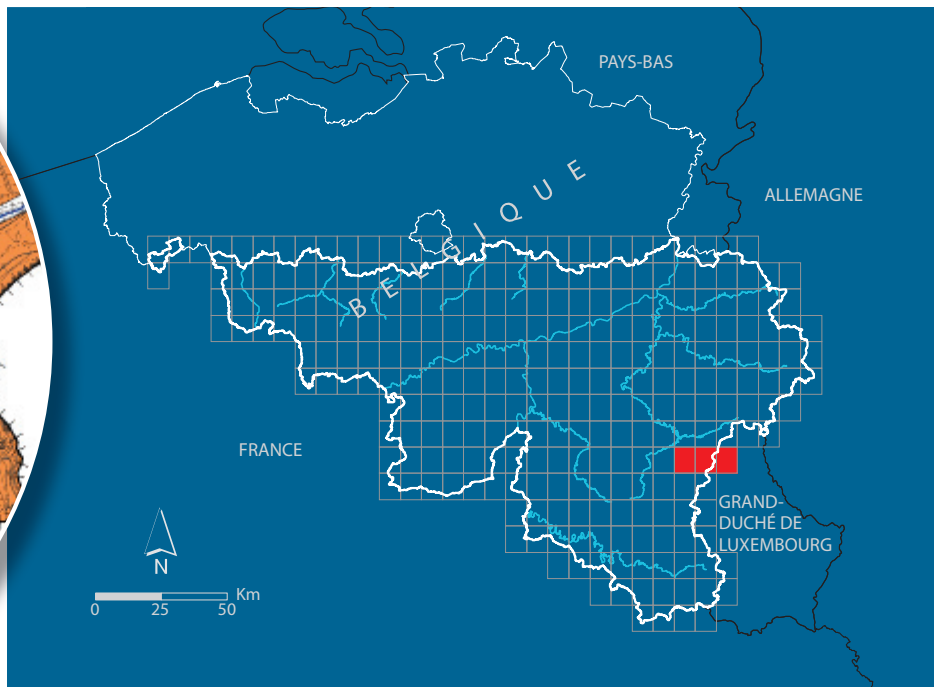 PAYS-BAS
ALLEMAGNE
BELGIQUE
FRANCE
GRAND-
DUCHÉ DE
LUXEMBOURG
N
Km
0 25 50